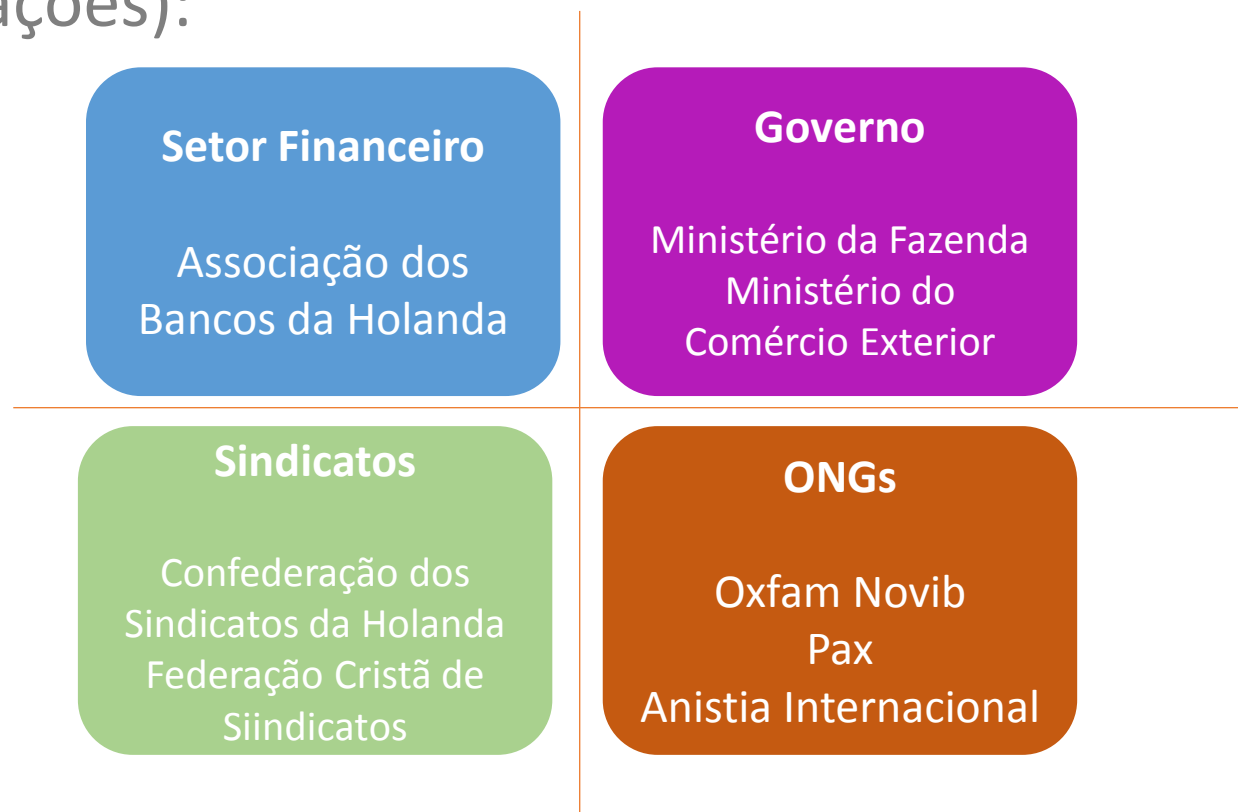 ações):
Setor Financeiro
Associação dos
Bancos da Holanda
Governo
Ministério da Fazenda
Ministério do
Comércio Exterior
Sindicatos
Confederação dos
Sindicatos da Holanda
Federação Cristã de
Siindicatos
ONGs
Oxfam Novib
Pax
Anistia Internacional